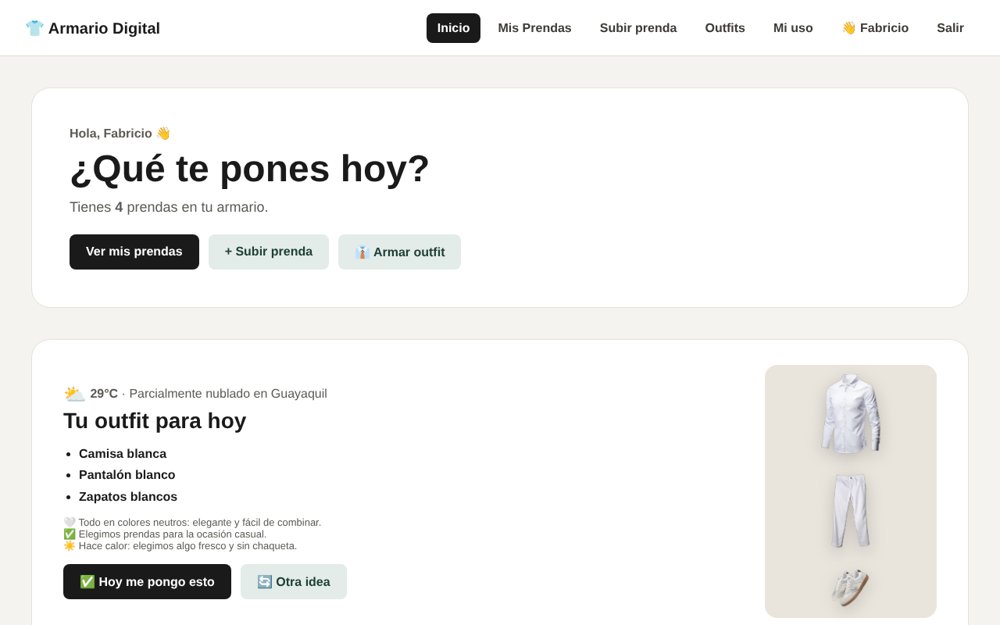 👕 Armario Digital
Inicio
Mis Prendas
Subir prenda
Outfits
Mi uso
👋 Fabricio
Salir
Hola, Fabricio 👋
¿Qué te pones hoy?
Tienes 4 prendas en tu armario.
Ver mis prendas
+ Subir prenda
👔 Armar outfit
⛅ 29°C · Parcialmente nublado en Guayaquil
Tu outfit para hoy
• Camisa blanca
• Pantalón blanco
• Zapatos blancos
🤍 Todo en colores neutros: elegante y fácil de combinar.
✅ Elegimos prendas para la ocasión casual.
☀️ Hace calor: elegimos algo fresco y sin chaqueta.
✅ Hoy me pongo esto
🔄 Otra idea